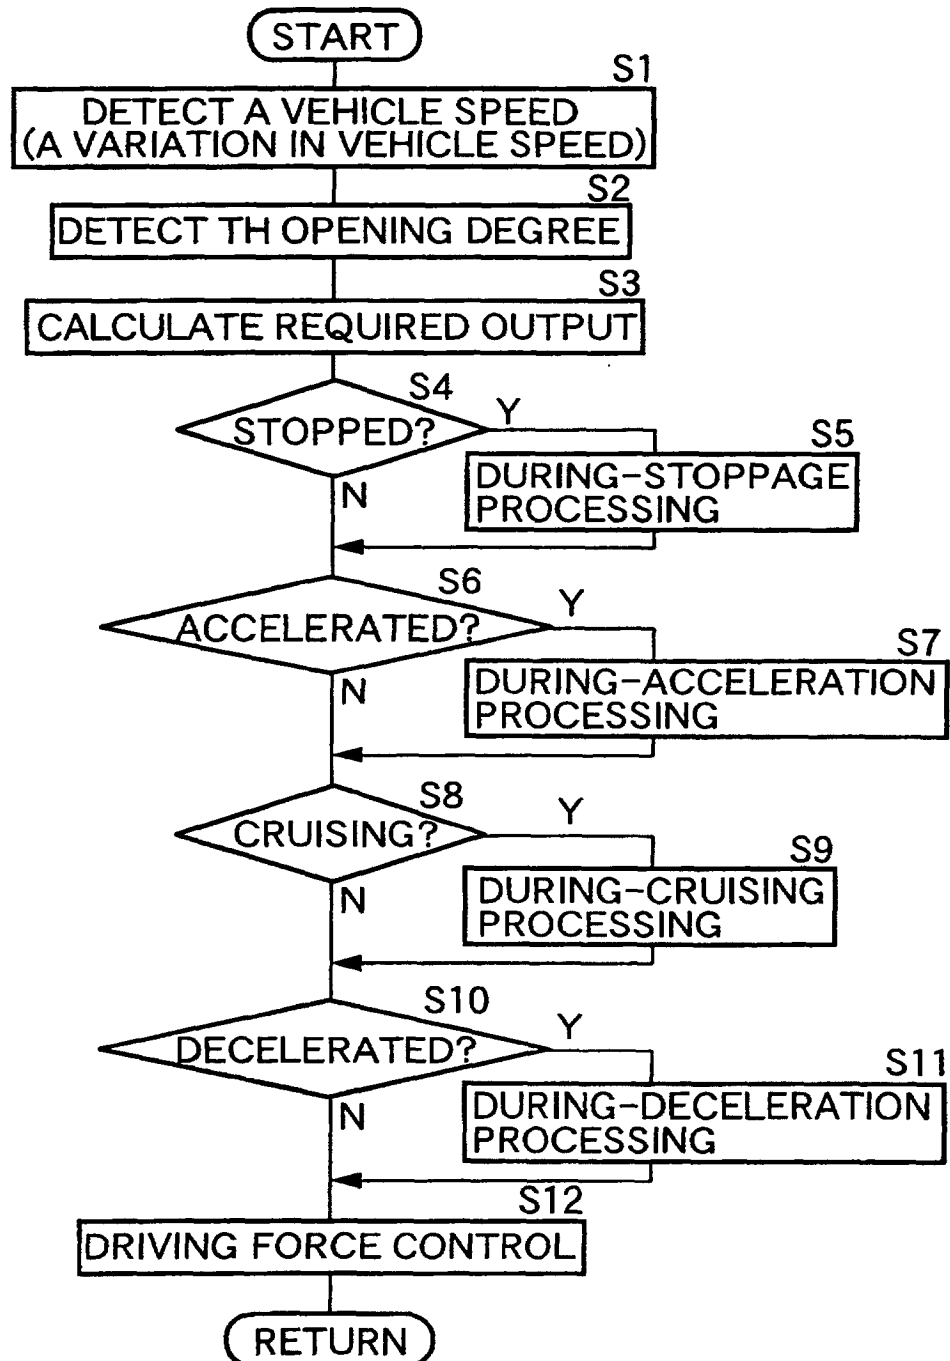 START
S1
DETECT A VEHICLE SPEED
(A VARIATION IN VEHICLE SPEED)
S2
DETECT TH OPENING DEGREE
S3
CALCULATE REQUIRED OUTPUT
S4
STOPPED?
Y
N
S5
DURING-STOPPAGE
PROCESSING
S6
ACCELERATED?
Y
N
S7
DURING-ACCELERATION
PROCESSING
S8
CRUISING?
Y
N
S9
DURING-CRUISING
PROCESSING
S10
DECELERATED?
Y
N
S11
DURING-DECELERATION
PROCESSING
S12
DRIVING FORCE CONTROL
RETURN